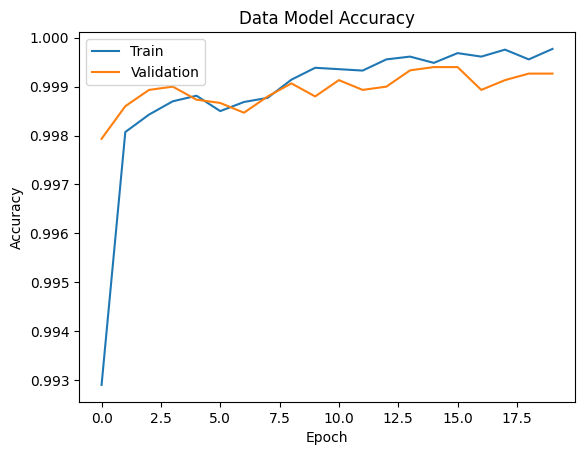 Data Model Accuracy
Train
Validation
Accuracy
1.000
0.999
0.998
0.997
0.996
0.995
0.994
0.993
0.0 2.5 5.0 7.5 10.0 12.5 15.0 17.5
Epoch